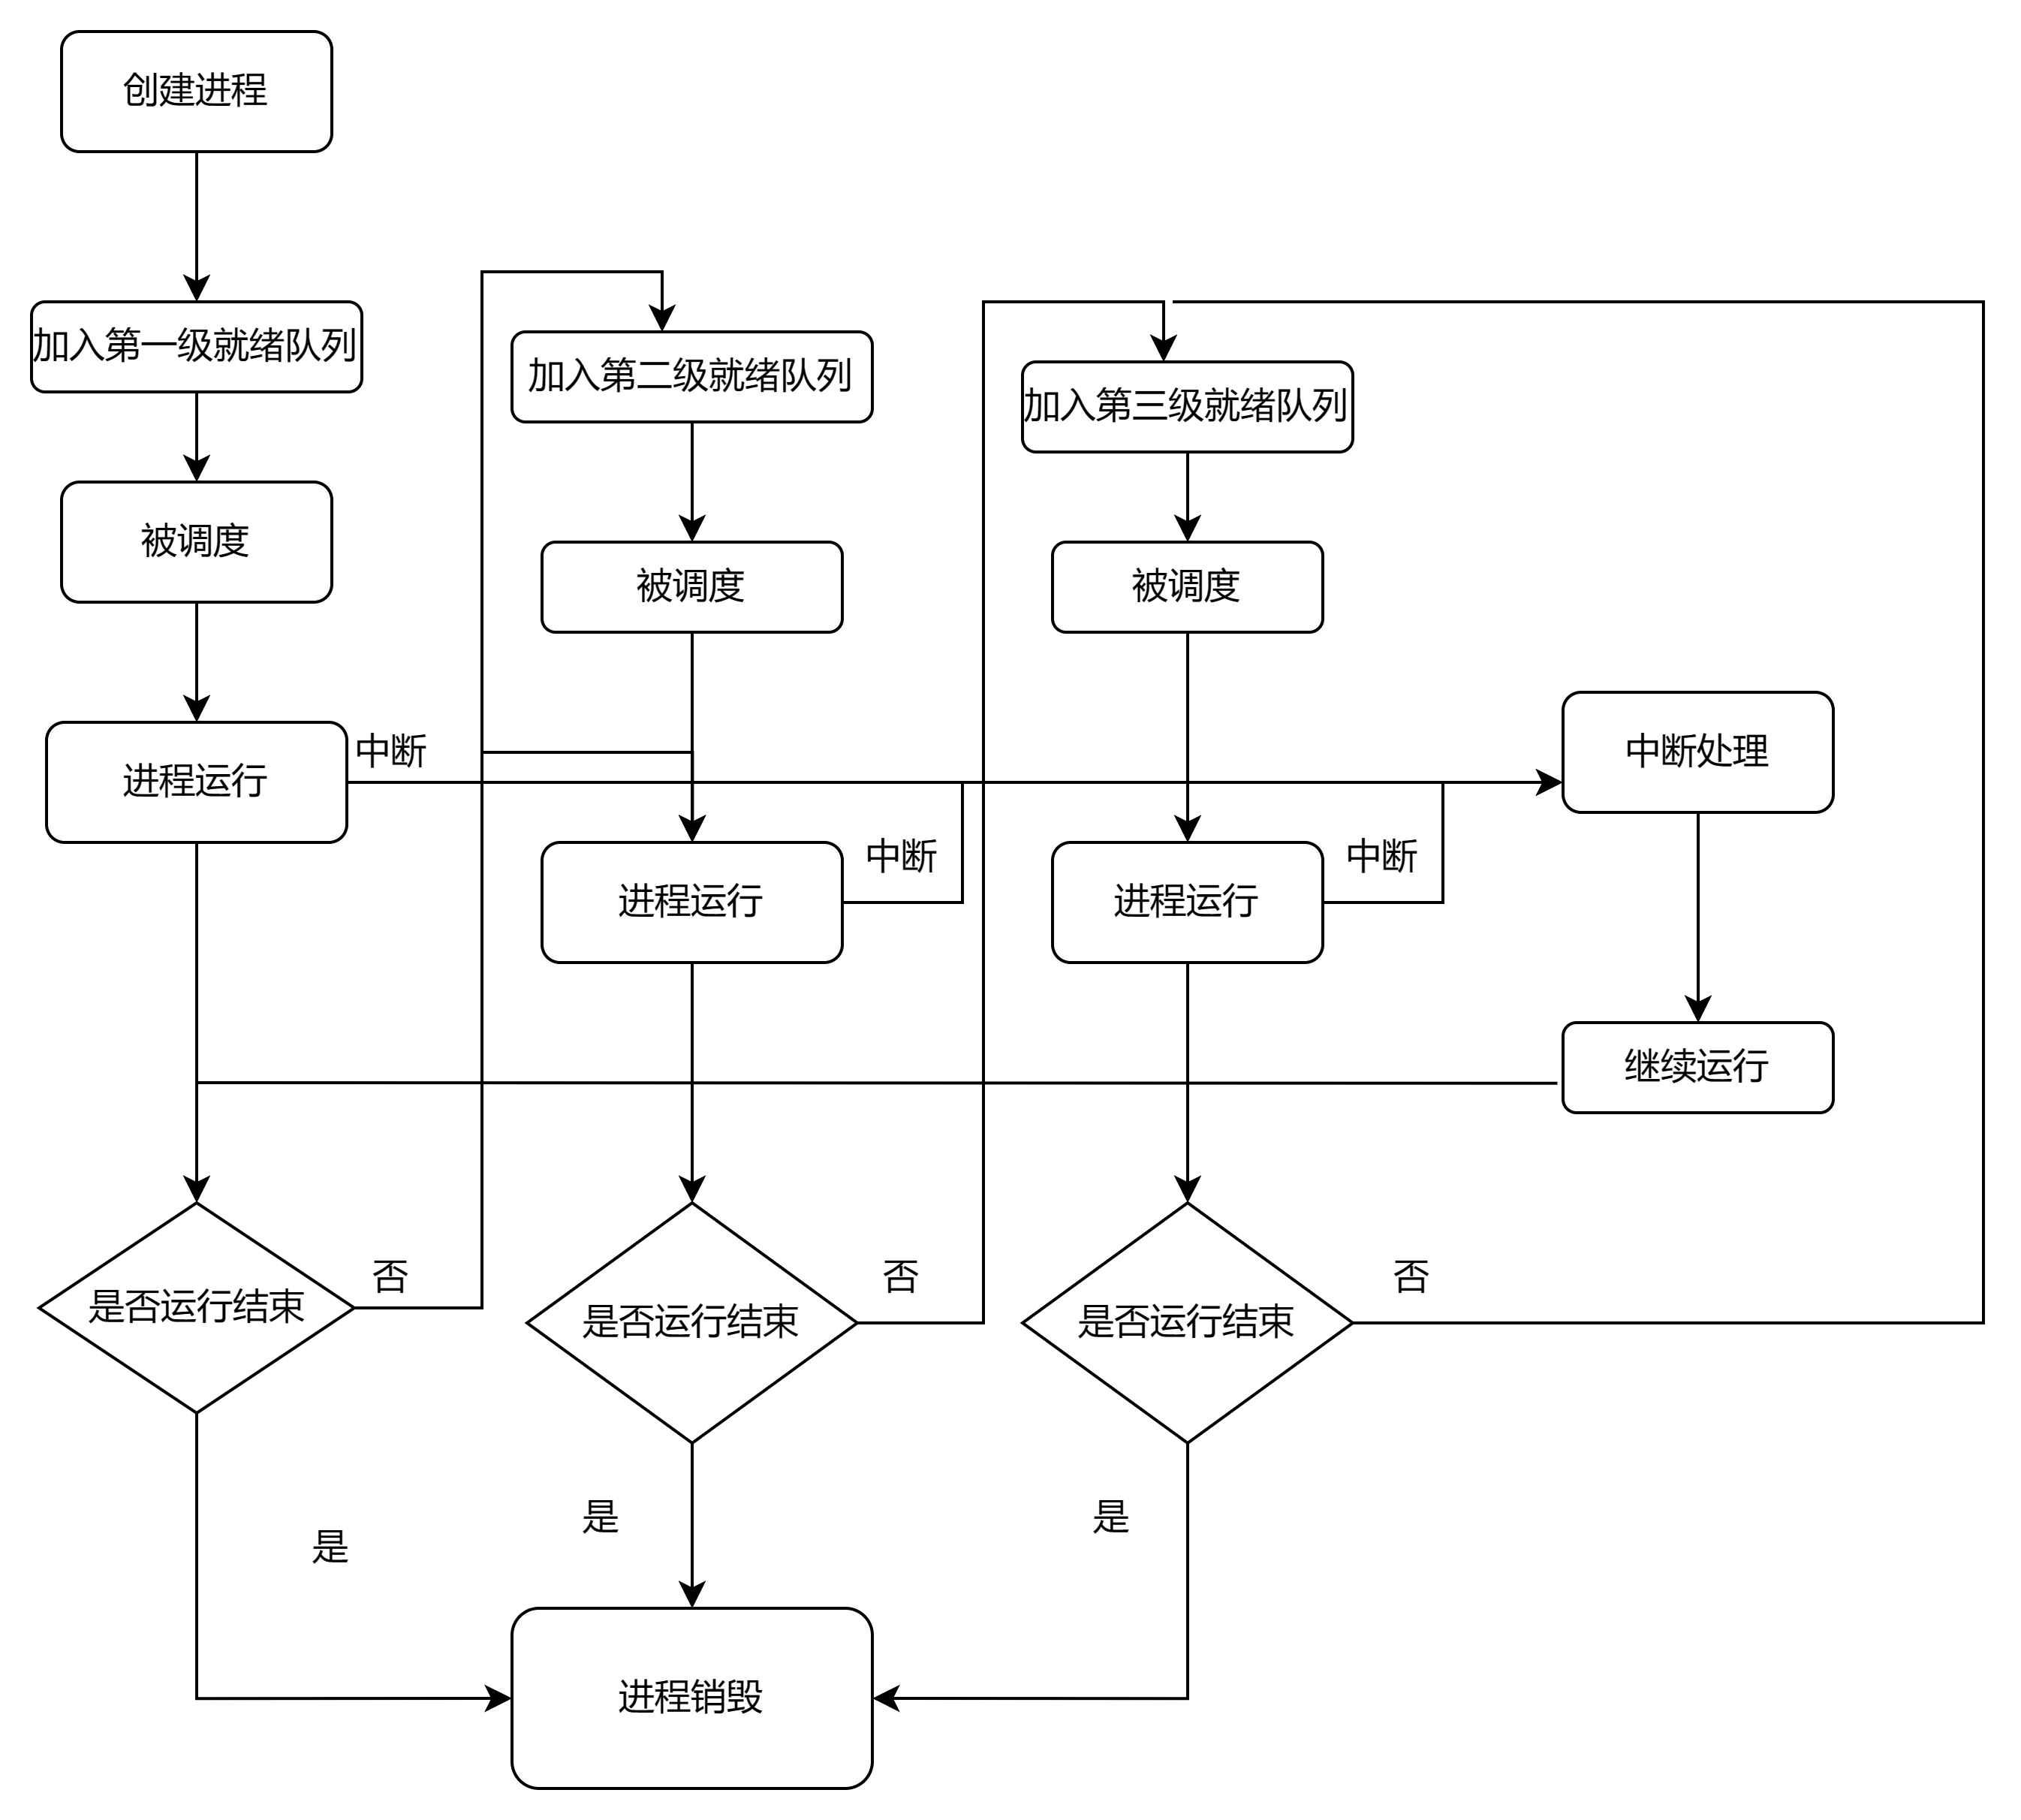 创建进程
加入第一级就绪队列
加入第二级就绪队列
加入第三级就绪队列
被调度
被调度
被调度
中断
进程运行
中断处理
中断
中断
进程运行
进程运行
继续运行
否
否
否
是否运行结束
是否运行结束
是否运行结束
是
是
是
进程销毁